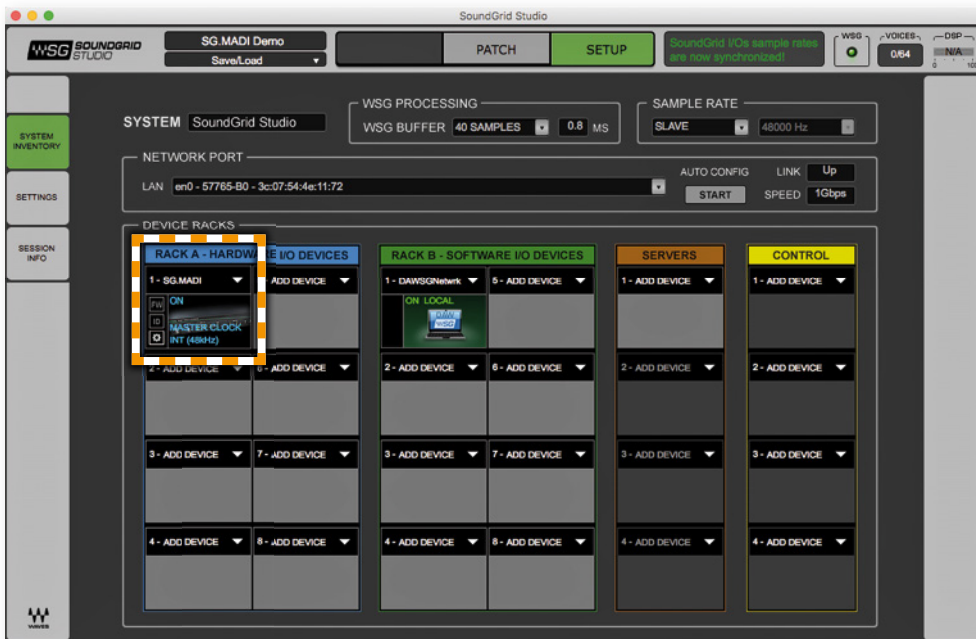 SoundGrid Studio
WSG SOUNDGRID STUDIO
SG.MADI Demo
Save/Load
PATCH
SETUP
SoundGrid I/Os sample rates
are now synchronized!
WSG
VOICES
0/64
DSP
N/A
0 100
SYSTEM
INVENTORY
SETTINGS
SESSION
INFO
SYSTEM SoundGrid Studio
WSG PROCESSING
WSG BUFFER 40 SAMPLES 0.8 MS
SAMPLE RATE
SLAVE 48000 Hz
NETWORK PORT
LAN en0 - 57765-B0 - 3c:07:54:4e:11:72
AUTO CONFIG
START
LINK Up
SPEED 1Gbps
DEVICE RACKS
RACK A - HARDWARE I/O DEVICES
1 - SG.MADI
ADD DEVICE
FW
ID
ON
MASTER CLOCK
INT (48kHz)
2 - ADD DEVICE 6 - ADD DEVICE
3 - ADD DEVICE 7 - ADD DEVICE
4 - ADD DEVICE 8 - ADD DEVICE
RACK B - SOFTWARE I/O DEVICES
1 - DAWSGNetwrk 5 - ADD DEVICE
ON LOCAL
WSG
2 - ADD DEVICE 6 - ADD DEVICE
3 - ADD DEVICE 7 - ADD DEVICE
4 - ADD DEVICE 8 - ADD DEVICE
SERVERS
1 - ADD DEVICE
2 - ADD DEVICE
3 - ADD DEVICE
4 - ADD DEVICE
CONTROL
1 - ADD DEVICE
2 - ADD DEVICE
3 - ADD DEVICE
4 - ADD DEVICE
WAVES